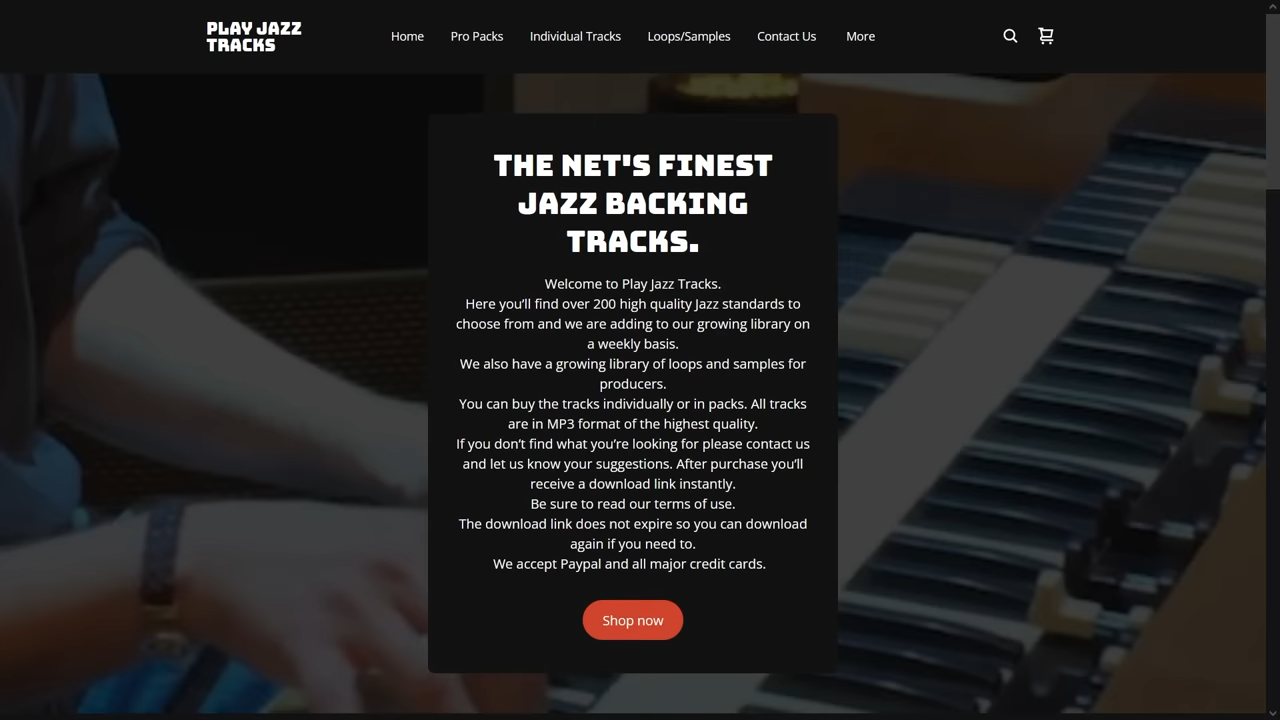 PLAY JAZZ
TRACKS
Home Pro Packs Individual Tracks Loops/Samples Contact Us More
THE NET'S FINEST
JAZZ BACKING
TRACKS.
Welcome to Play Jazz Tracks.
Here you’ll find over 200 high quality Jazz standards to
choose from and we are adding to our growing library on
a weekly basis.
We also have a growing library of loops and samples for
producers.
You can buy the tracks individually or in packs. All tracks
are in MP3 format of the highest quality.
If you don’t find what you’re looking for please contact us
and let us know your suggestions. After purchase you’ll
receive a download link instantly.
Be sure to read our terms of use.
The download link does not expire so you can download
again if you need to.
We accept Paypal and all major credit cards.
Shop now